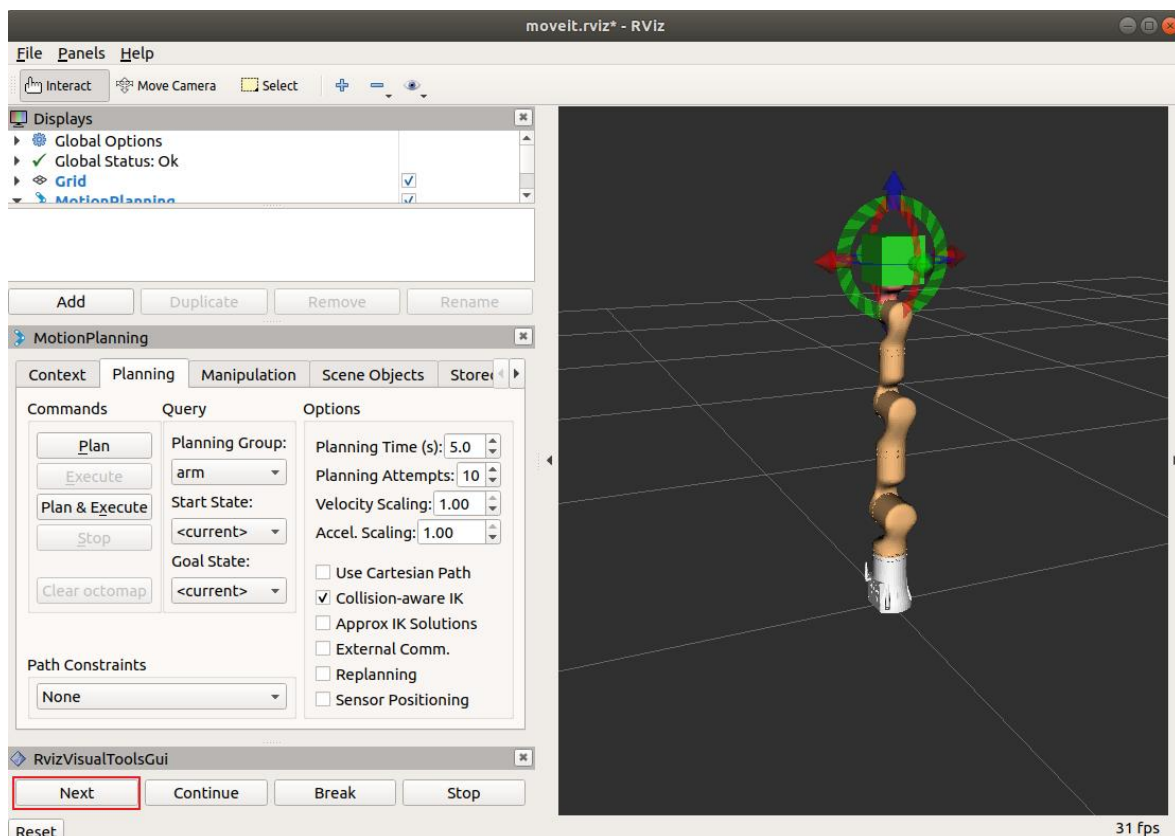 moveit.rviz* - RViz
File Panels Help
Interact Move Camera Select
Displays
Global Options
Global Status: Ok
Grid
MotionPlanning
Add Duplicate Remove Rename
MotionPlanning
Context Planning Manipulation Scene Objects Store
Commands Query Options
Plan Planning Group: Planning Time (s): 5.0
Execute arm Planning Attempts: 10
Plan & Execute Start State: Velocity Scaling: 1.00
Stop <current> Accel. Scaling: 1.00
Goal State:
Clear octomap <current> Use Cartesian Path
Collision-aware IK
Approx IK Solutions
External Comm.
Path Constraints Replanning
None Sensor Positioning
RvizVisualToolsGui
Next Continue Break Stop
Reset 31 fps